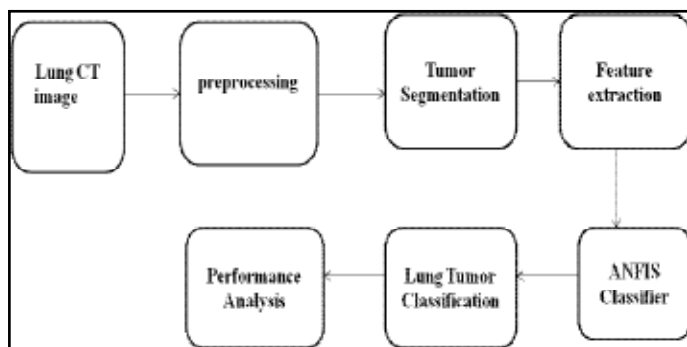 Lung CT
image
preprocessing
Tumor
Segmentation
Feature
extraction
ANFIS
Classifier
Lung Tumor
Classification
Performance
Analysis